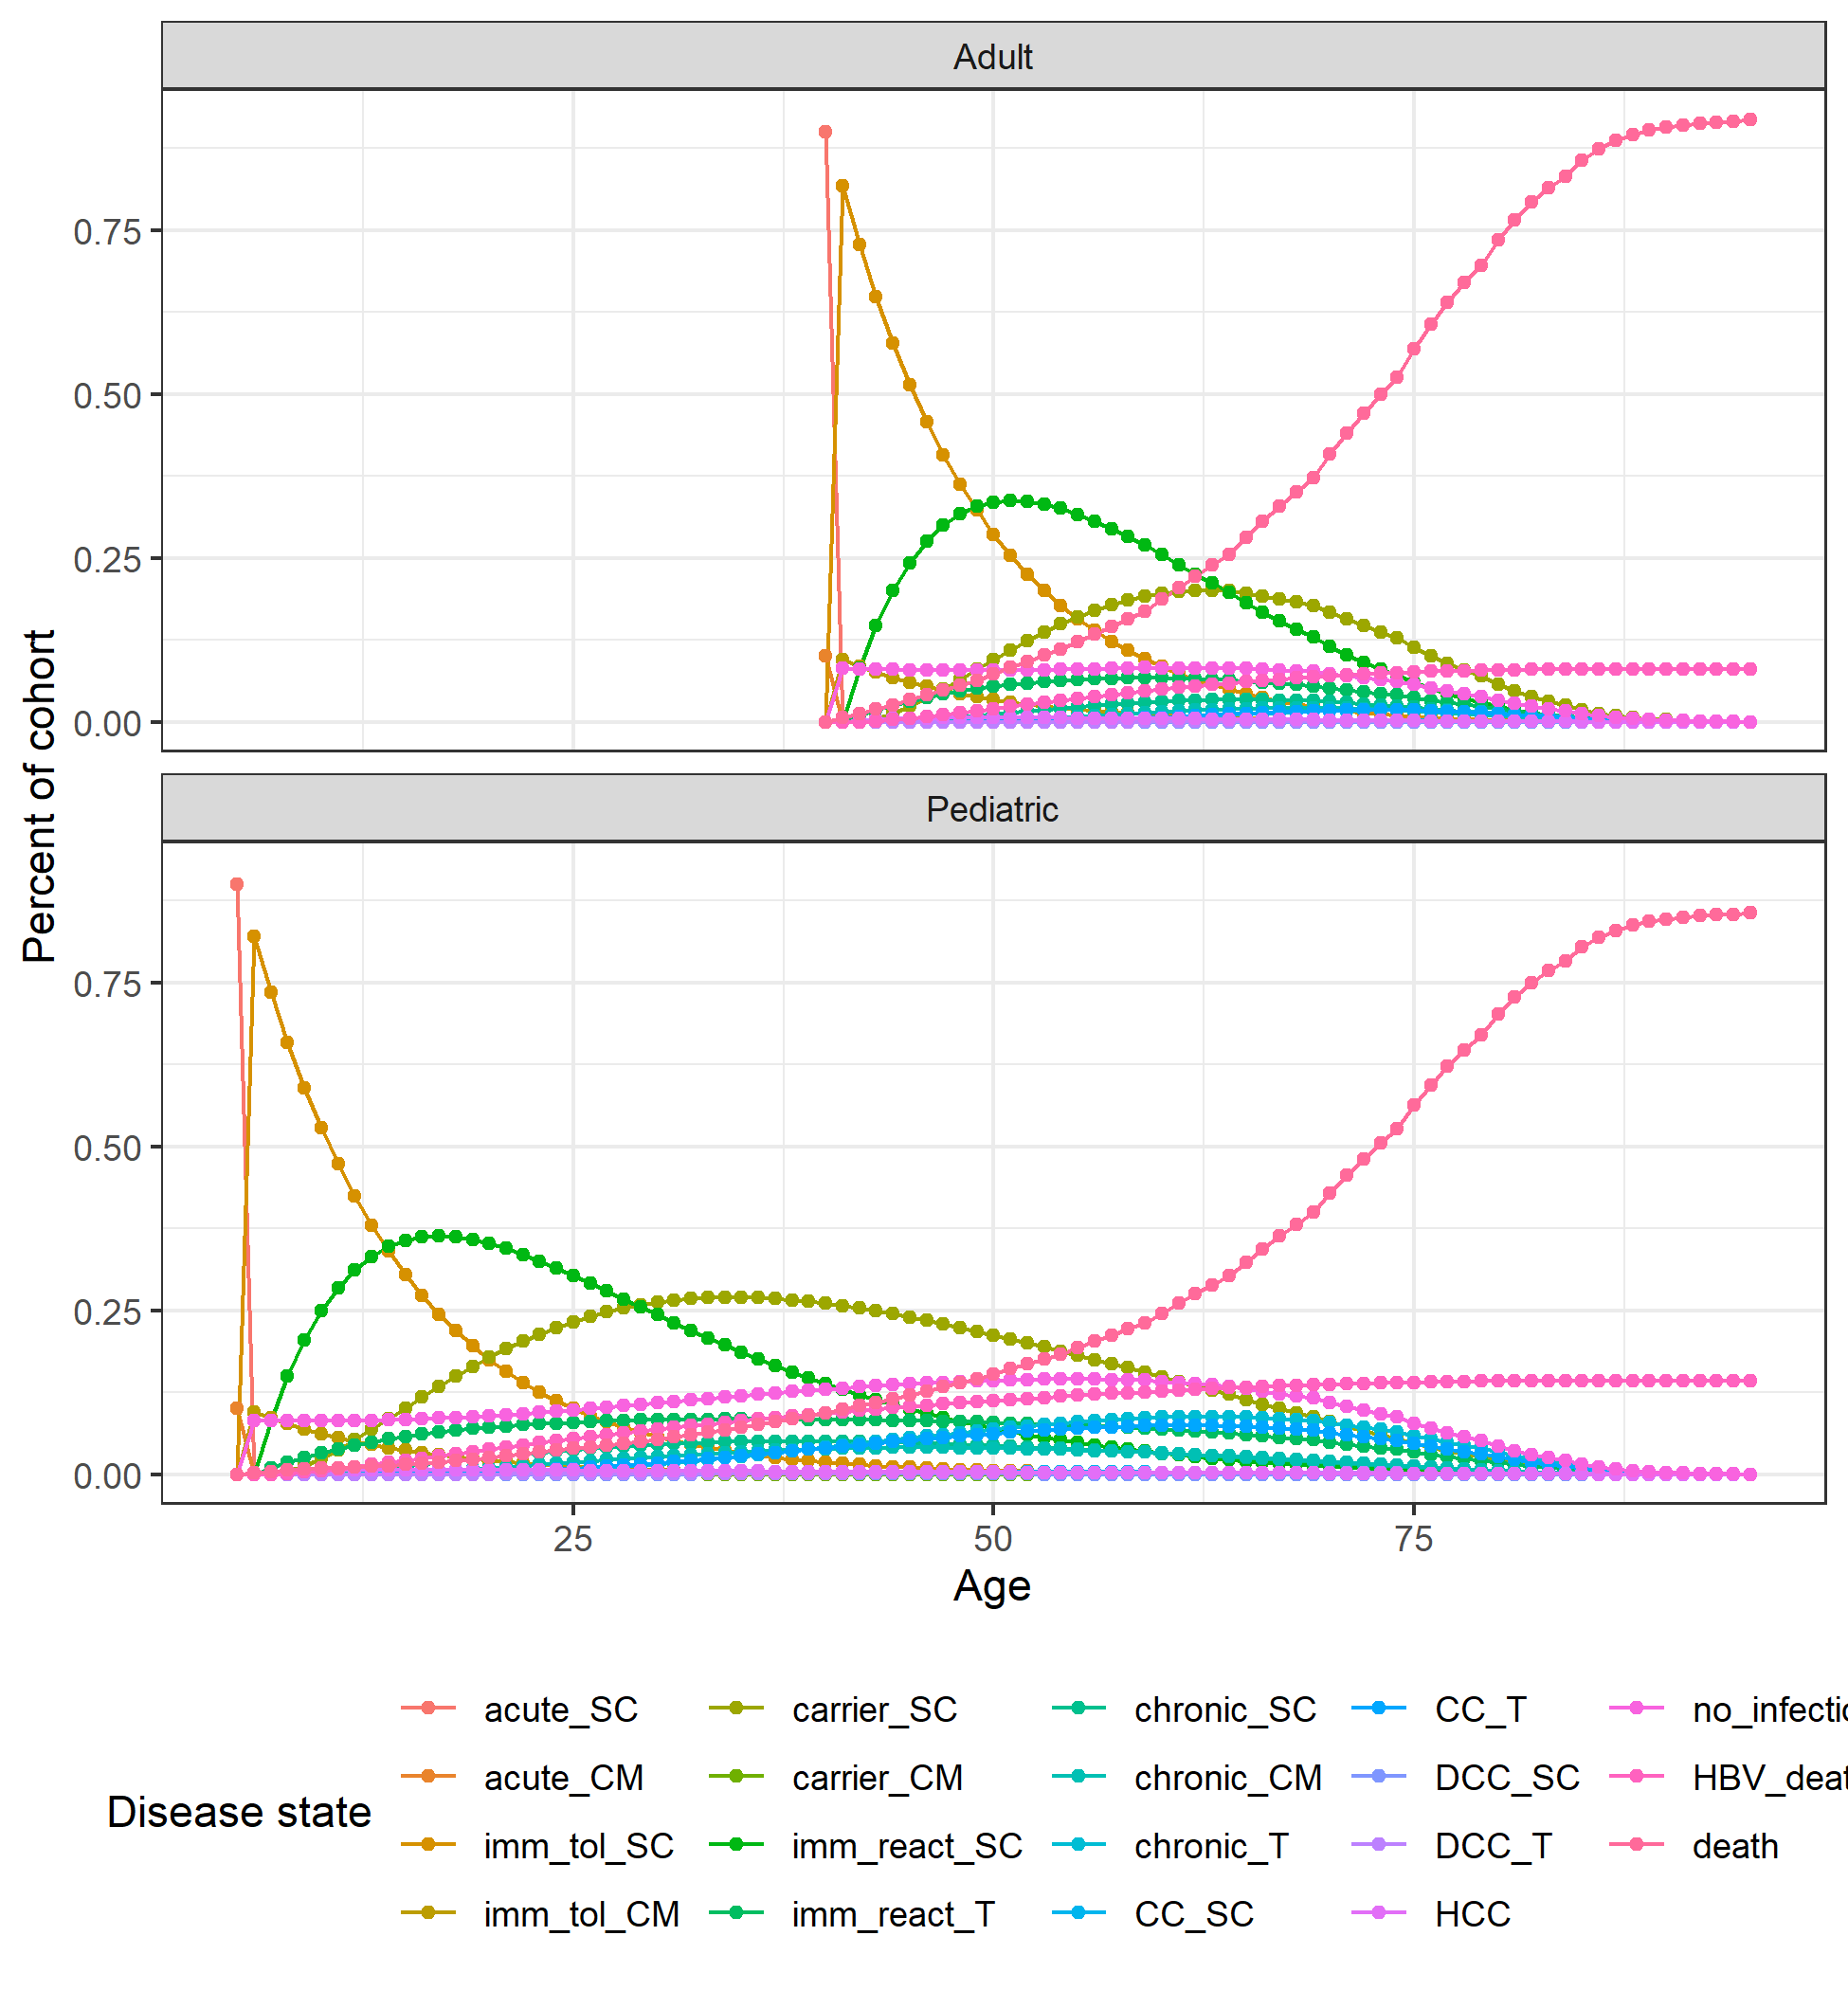 Adult
0.75
0.50
0.25
0.00
Percent of cohort
Pediatric
0.75
0.50
0.25
0.00
25 50 75
Age
Disease state
acute_SC carrier_SC chronic_SC CC_T no_infectio
acute_CM carrier_CM chronic_CM DCC_SC HBV_deat
imm_tol_SC imm_react_SC chronic_T DCC_T death
imm_tol_CM imm_react_T CC_SC HCC